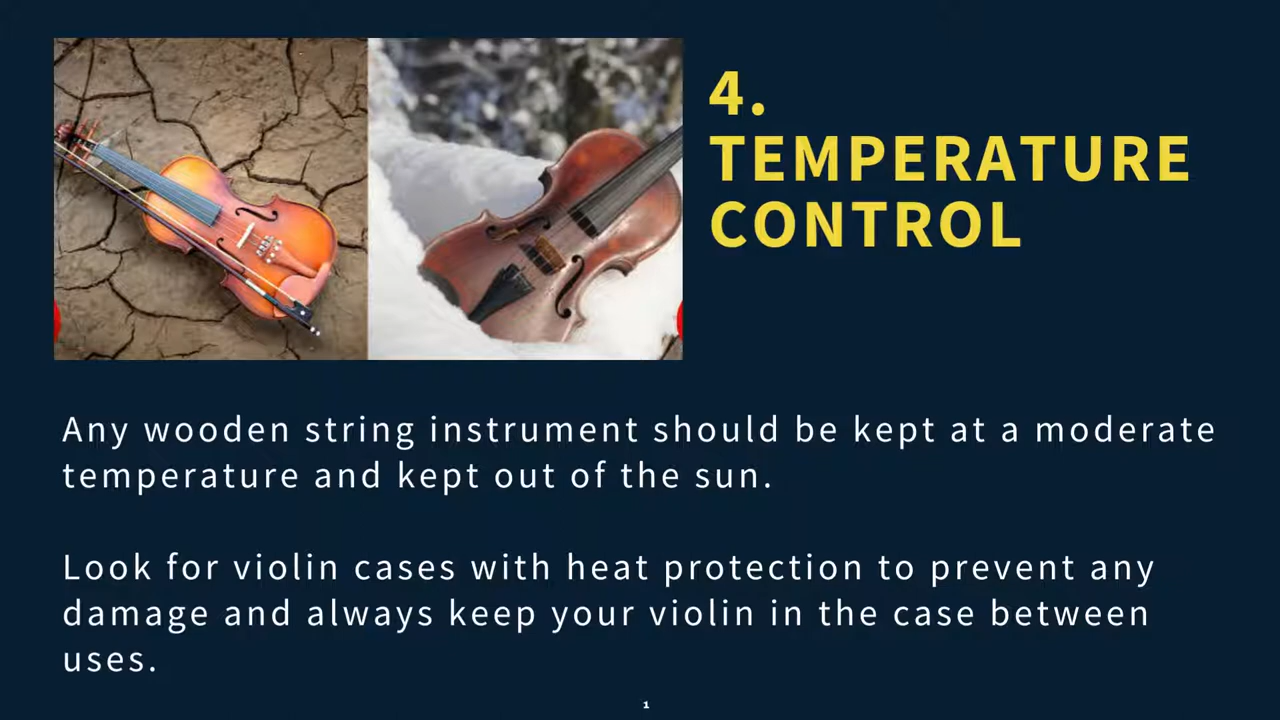 4.
TEMPERATURE
CONTROL
Any wooden string instrument should be kept at a moderate
temperature and kept out of the sun.
Look for violin cases with heat protection to prevent any
damage and always keep your violin in the case between
uses.
1